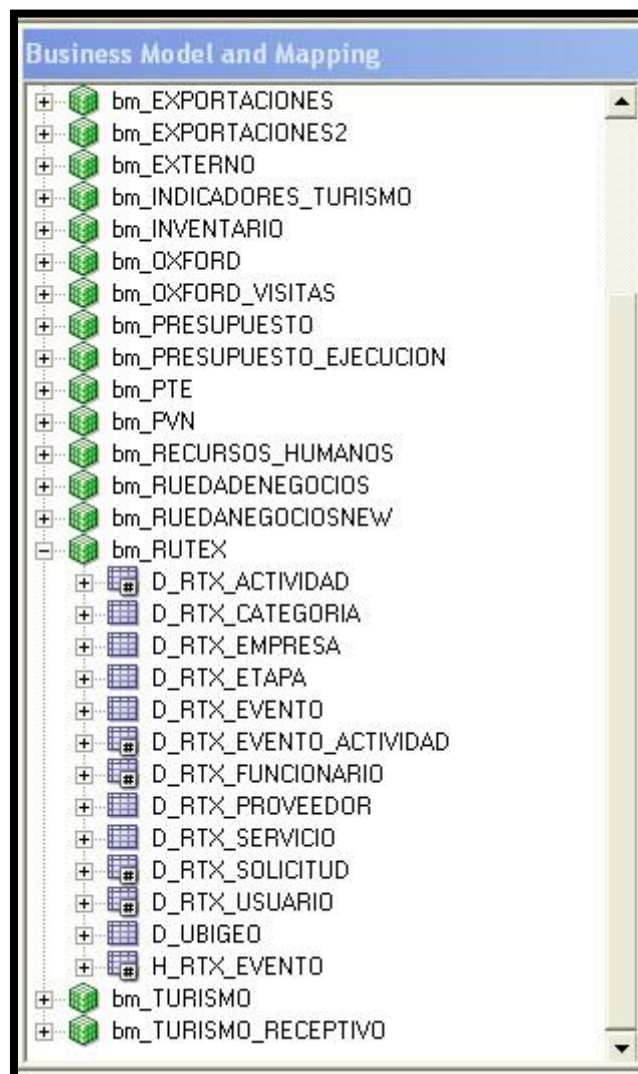 Business Model and Mapping
bm_EXPORTACIONES
bm_EXPORTACIONES2
bm_EXTERNO
bm_INDICADORES_TURISMO
bm_INVENTARIO
bm_OXFORD
bm_OXFORD_VISITAS
bm_PRESUPUESTO
bm_PRESUPUESTO_EJECUCION
bm_PTE
bm_PVN
bm_RECURSOS_HUMANOS
bm_RUEDADENEGOCIOS
bm_RUEDANEGOCIOSNEW
bm_RUTEX
D_RTX_ACTIVIDAD
D_RTX_CATEGORIA
D_RTX_EMPRESA
D_RTX_ETAPA
D_RTX_EVENTO
D_RTX_EVENTO_ACTIVIDAD
D_RTX_FUNCIONARIO
D_RTX_PROVEEDOR
D_RTX_SERVICIO
D_RTX_SOLICITUD
D_RTX_USUARIO
D_UBIGEO
H_RTX_EVENTO
bm_TURISMO
bm_TURISMO_RECEPTIVO